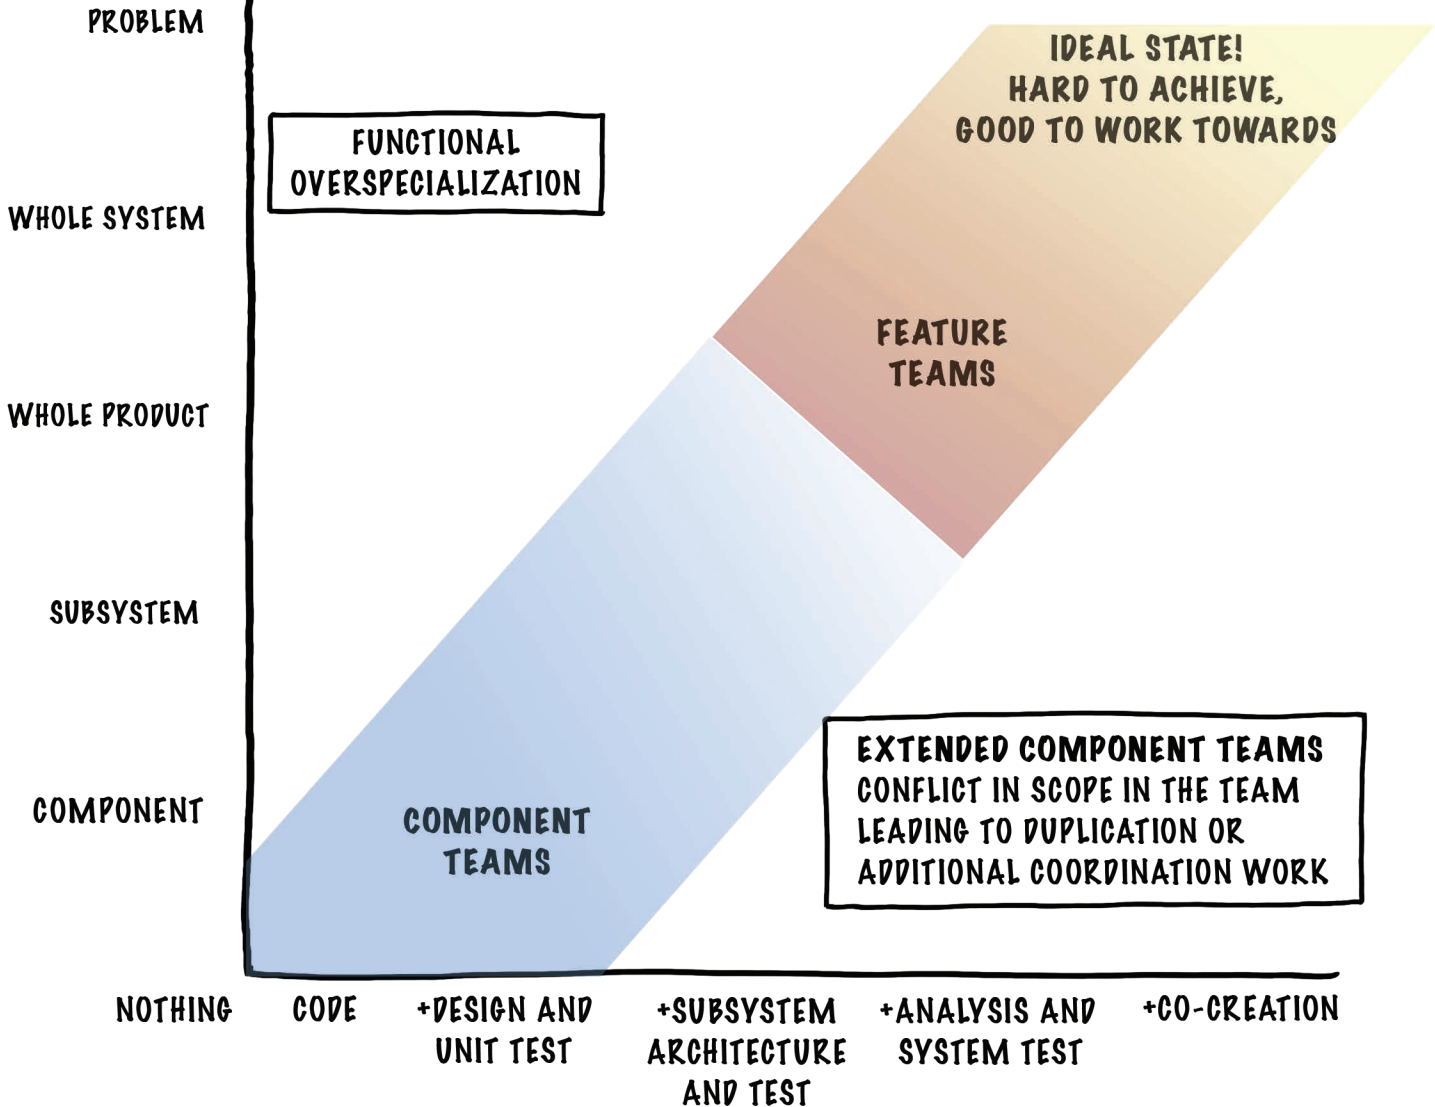 PROBLEM
IDEAL STATE!
HARD TO ACHIEVE,
GOOD TO WORK TOWARDS
FUNCTIONAL
OVERSPECIALIZATION
WHOLE SYSTEM
FEATURE
TEAMS
WHOLE PRODUCT
SUBSYSTEM
EXTENDED COMPONENT TEAMS
CONFLICT IN SCOPE IN THE TEAM
LEADING TO DUPLICATION OR
ADDITIONAL COORDINATION WORK
COMPONENT
COMPONENT
TEAMS
NOTHING
CODE
+DESIGN AND
UNIT TEST
+SUBSYSTEM
ARCHITECTURE
AND TEST
+ANALYSIS AND
SYSTEM TEST
+CO-CREATION